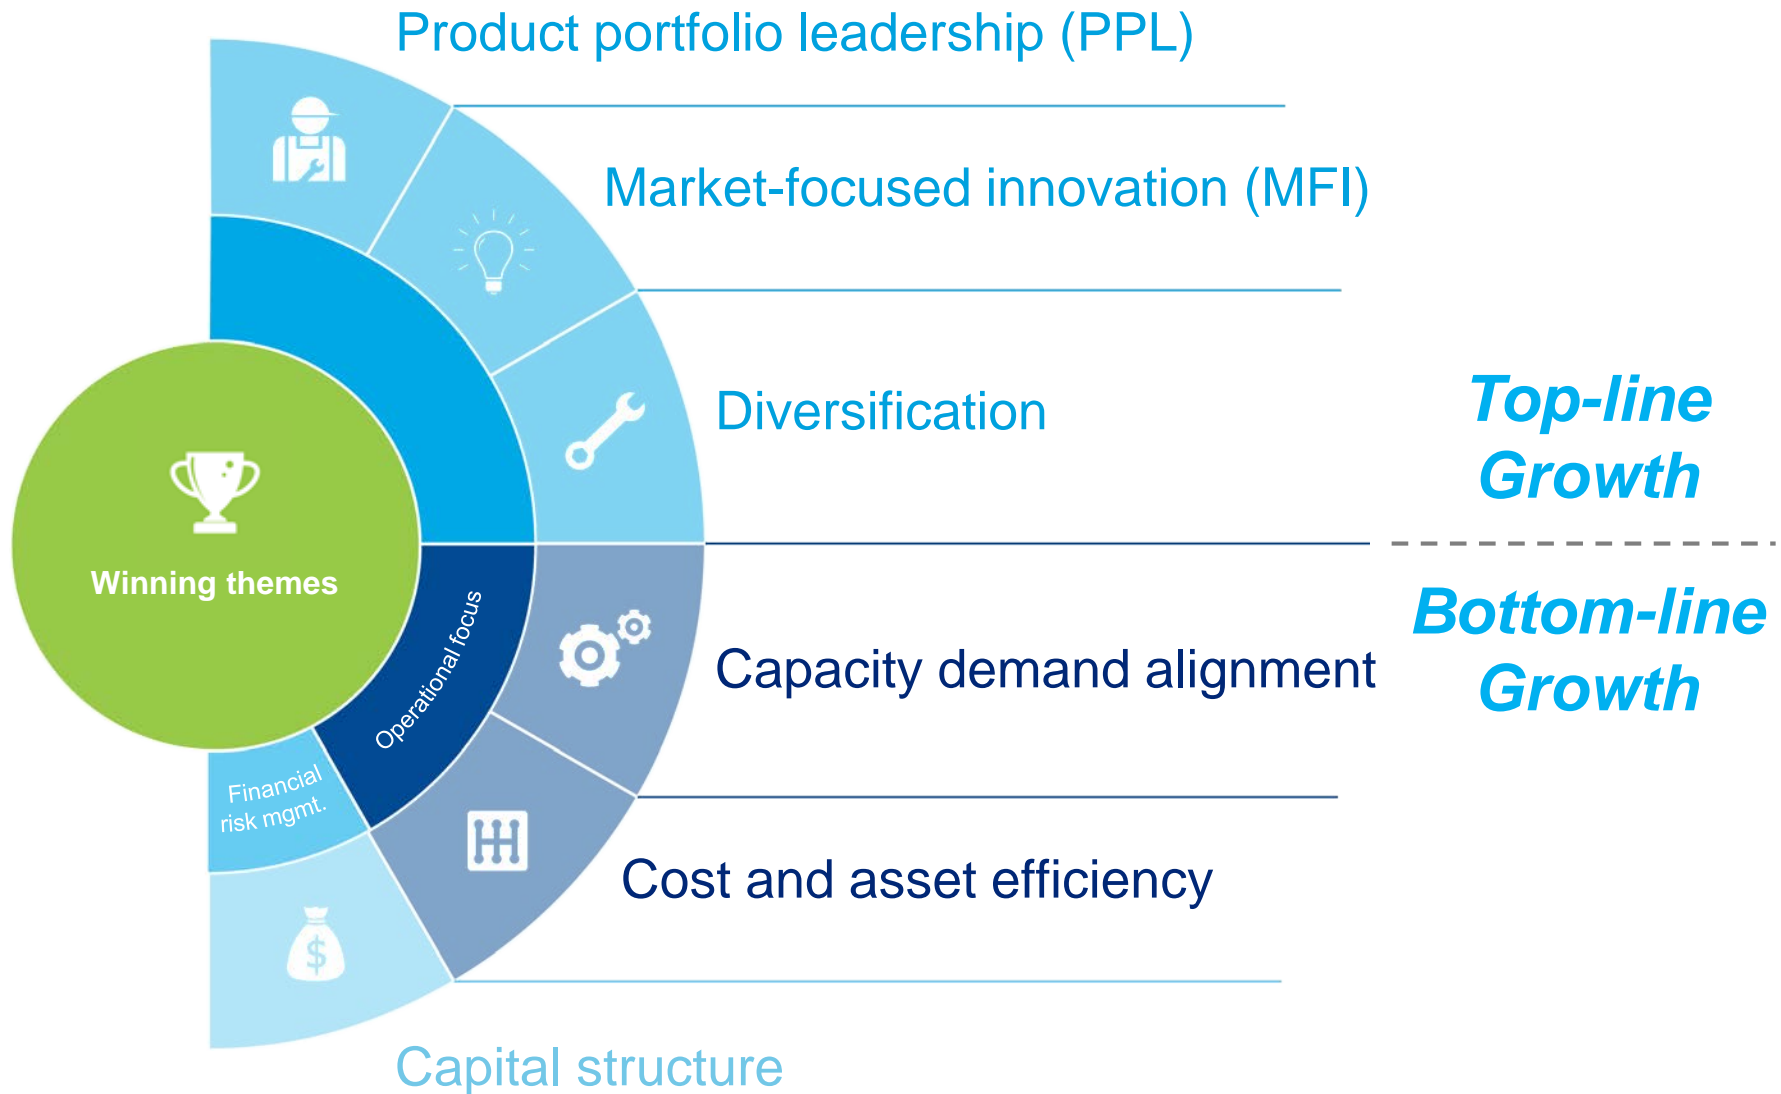 Product portfolio leadership (PPL)
Market-focused innovation (MFI)
Diversification
Top-line
Growth
Winning themes
Operational focus
Capacity demand alignment
Bottom-line
Growth
Financial
risk mgmt.
Cost and asset efficiency
$
Capital structure